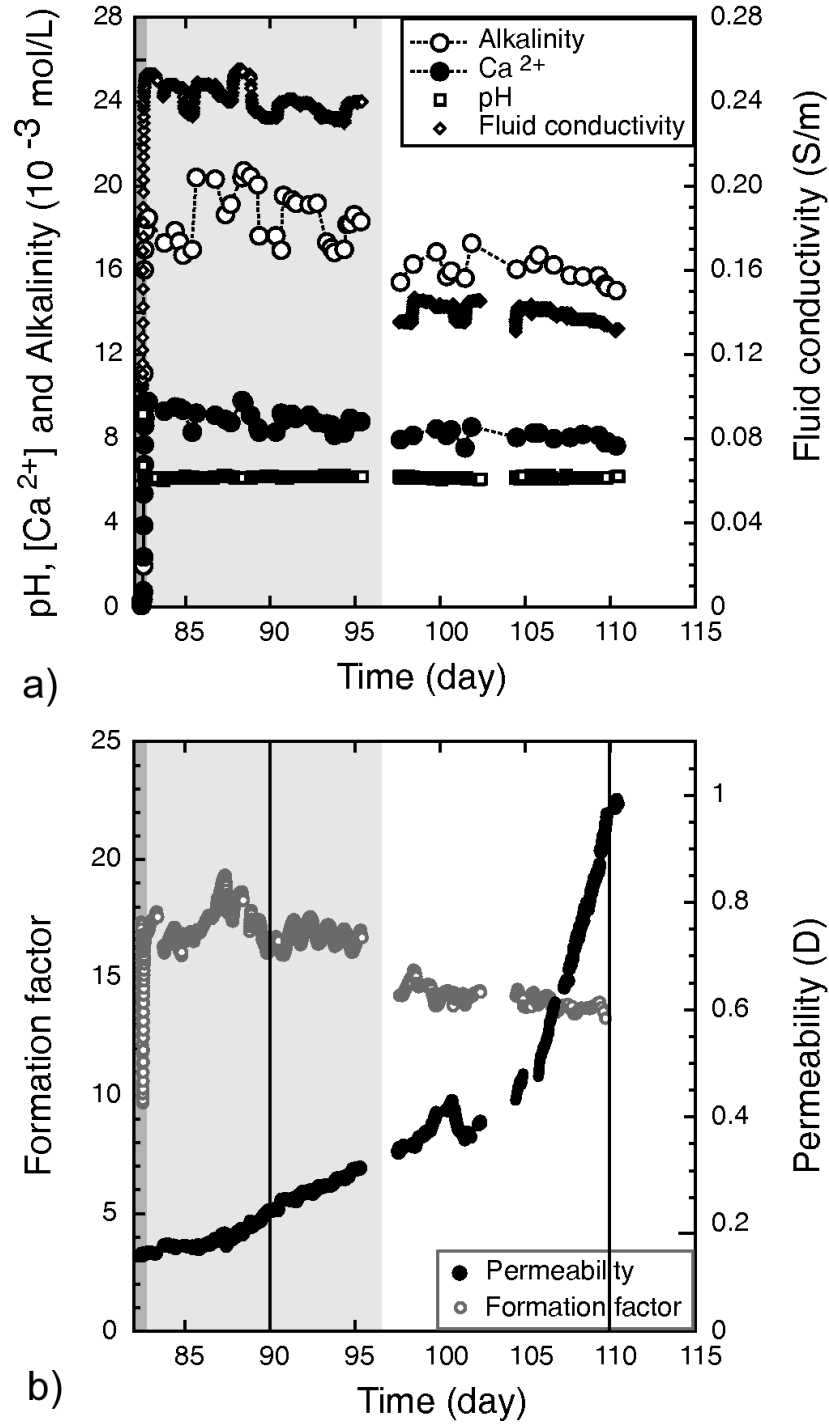 28
24
20
16
12
8
4
0
pH, [Ca²⁺] and Alkalinity (10 ⁻³ mol/L)
Alkalinity
Ca ²⁺
pH
Fluid conductivity
0.28
0.24
0.20
0.16
0.12
0.08
0.04
0
Fluid conductivity (S/m)
85 90 95 100 105 110 115
Time (day)
a)
25
20
15
10
5
0
Formation factor
Permeability
Formation factor
1
0.8
0.6
0.4
0.2
0
Permeability (D)
85 90 95 100 105 110 115
Time (day)
b)